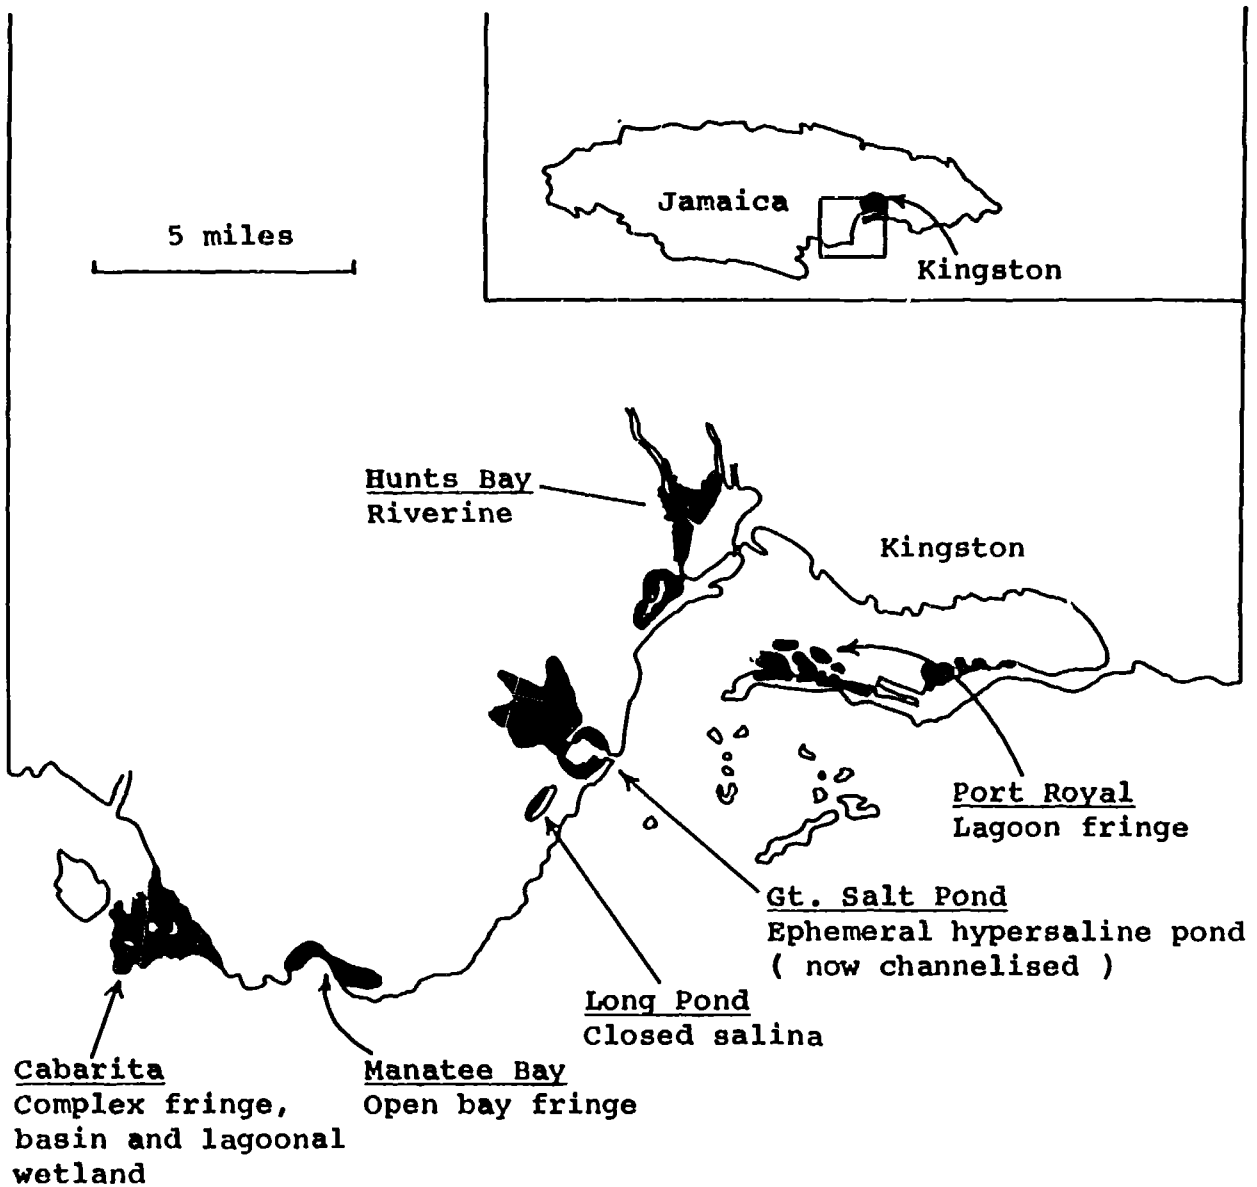 Jamaica
Kingston
5 miles
Hunts Bay
Riverine
Kingston
Port Royal
Lagoon fringe
Gt. Salt Pond
Ephemeral hypersaline pond
( now channelised )
Long Pond
Closed salina
Cabarita
Complex fringe,
basin and lagoonal
wetland
Manatee Bay
Open bay fringe